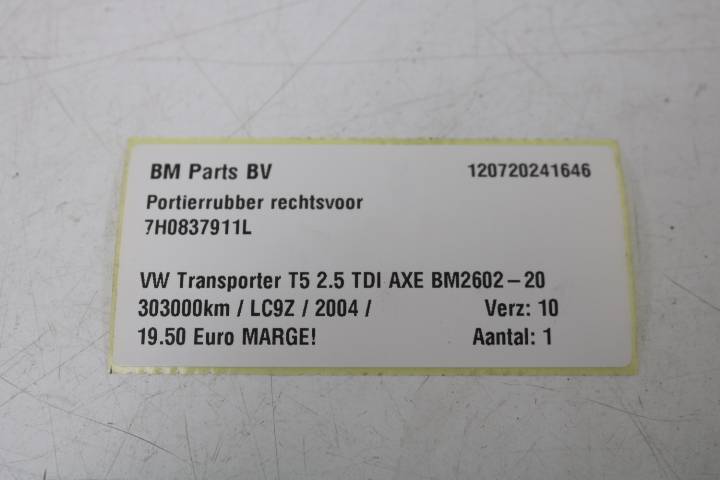 BM Parts BV 120720241646
Portierrubber rechtsvoor
7H0837911L
VW Transporter T5 2.5 TDI AXE BM2602-20
303000km / LC9Z / 2004 / Verz: 10
19.50 Euro MARGE! Aantal: 1